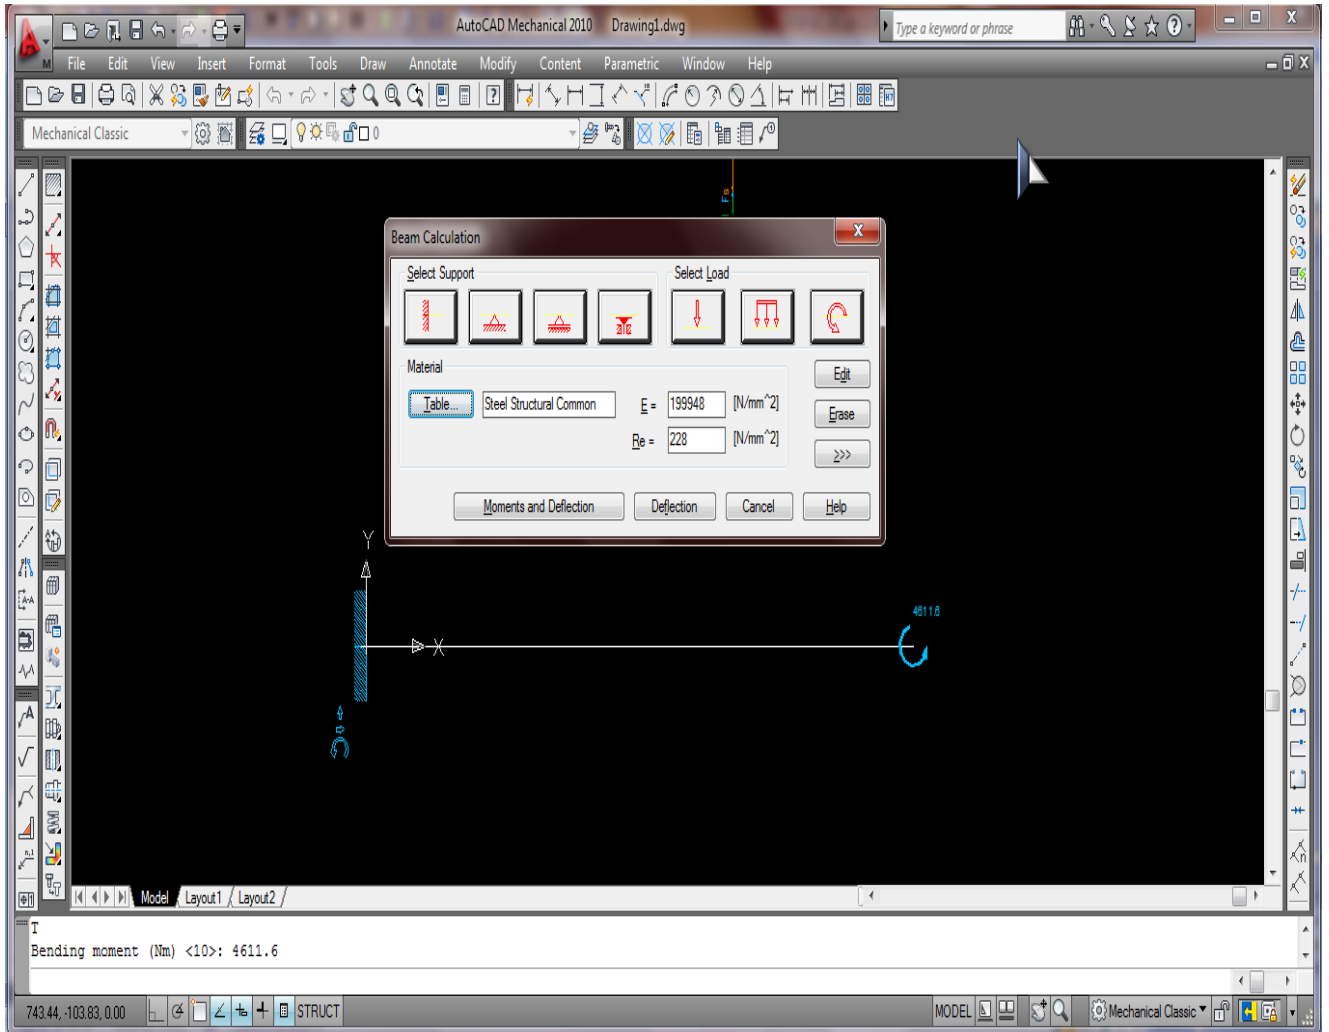 AutoCAD Mechanical 2010 Drawing1.dwg
Type a keyword or phrase
M File Edit View Insert Format Tools Draw Annotate Modify Content Parametric Window Help
Mechanical Classic
0
Fs
Beam Calculation
Select Support
Select Load
Material
Edit
Table... Steel Structural Common E = 199948 [N/mm^2]
Erase
Re = 228 [N/mm^2]
>>>
Moments and Deflection Deflection Cancel Help
Y
X
4611.6
Model Layout1 Layout2
T
Bending moment (Nm) <10>: 4611.6
743.44, -103.83, 0.00 STRUCT MODEL Mechanical Classic